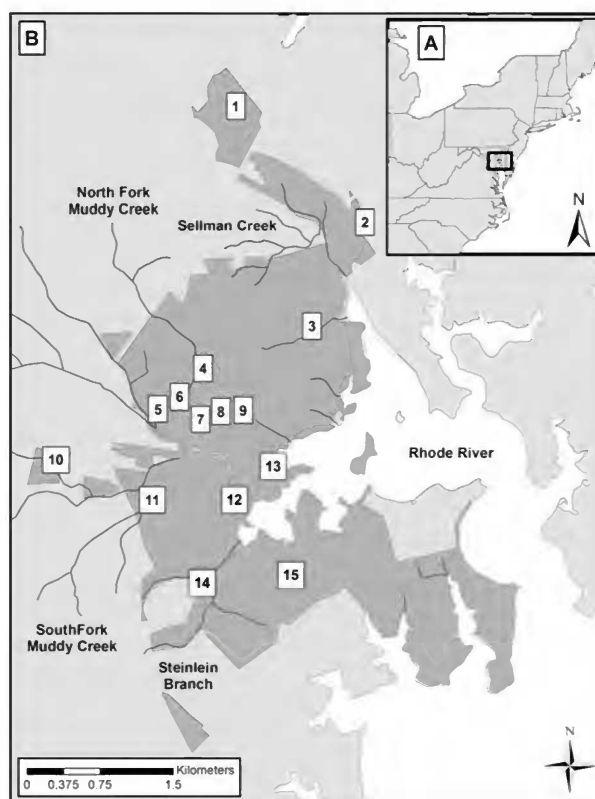 B
A
1
North Fork
Muddy Creek
Sellman Creek
2
N
3
4
5
6
7
8
9
10
Rhode River
13
11
12
14
15
SouthFork
Muddy Creek
Steinlein
Branch
N
Kilometers
0 0.375 0.75 1.5